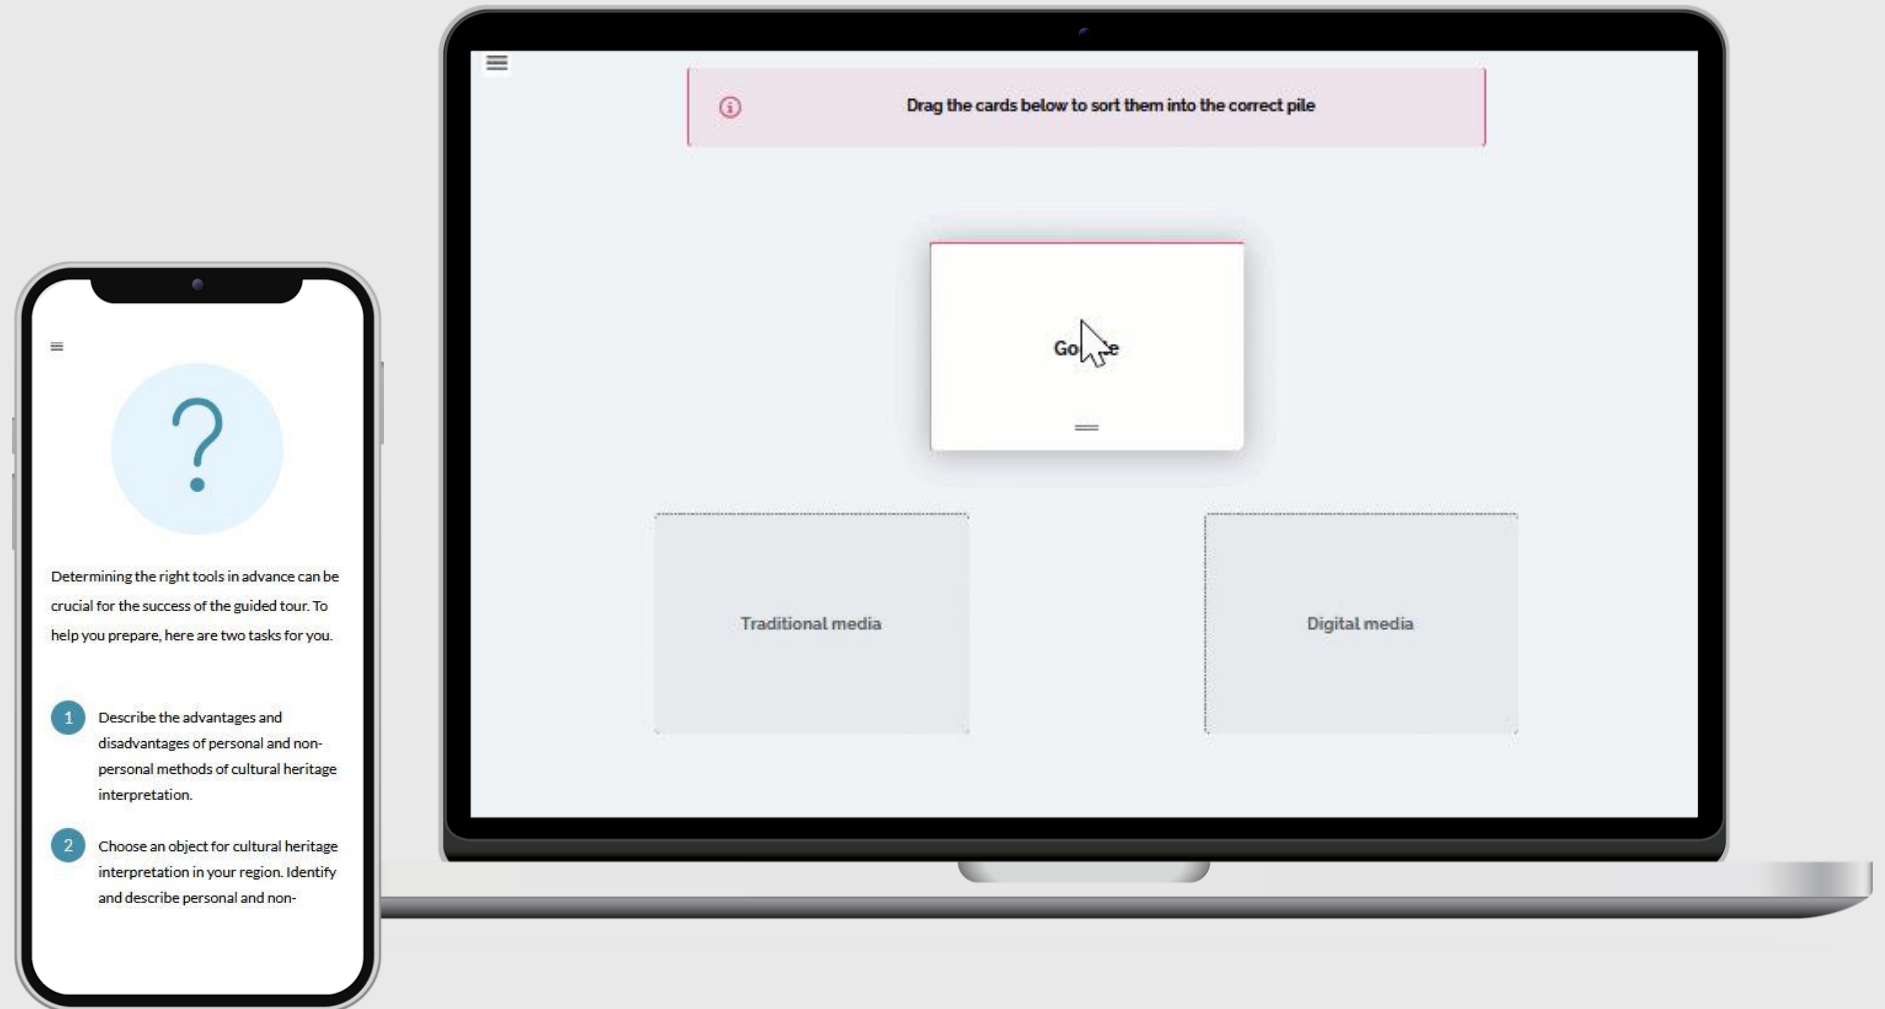 Drag the cards below to sort them into the correct pile
Traditional media
Digital media
?
Determining the right tools in advance can be
crucial for the success of the guided tour. To
help you prepare, here are two tasks for you.
1 Describe the advantages and
disadvantages of personal and non-
personal methods of cultural heritage
interpretation.
2 Choose an object for cultural heritage
interpretation in your region. Identify
and describe personal and non-